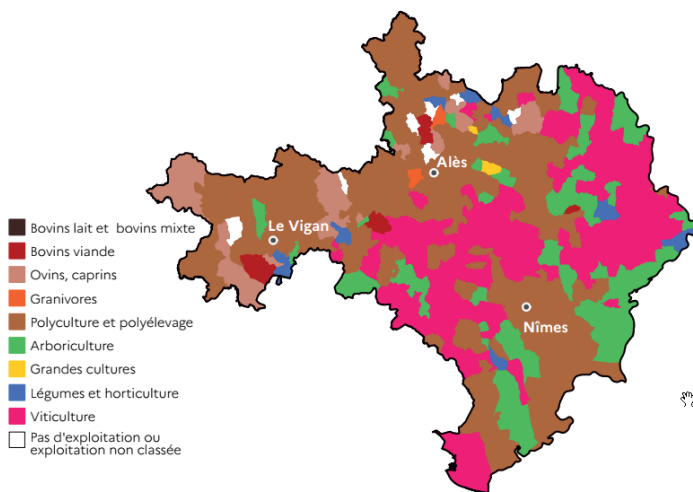 Alès
Le Vigan
Nîmes
Bovins lait et bovins mixte
Bovins viande
Ovins, caprins
Granivores
Polyculture et polyélevage
Arboriculture
Grandes cultures
Légumes et horticulture
Viticulture
Pas d'exploitation ou
exploitation non classée